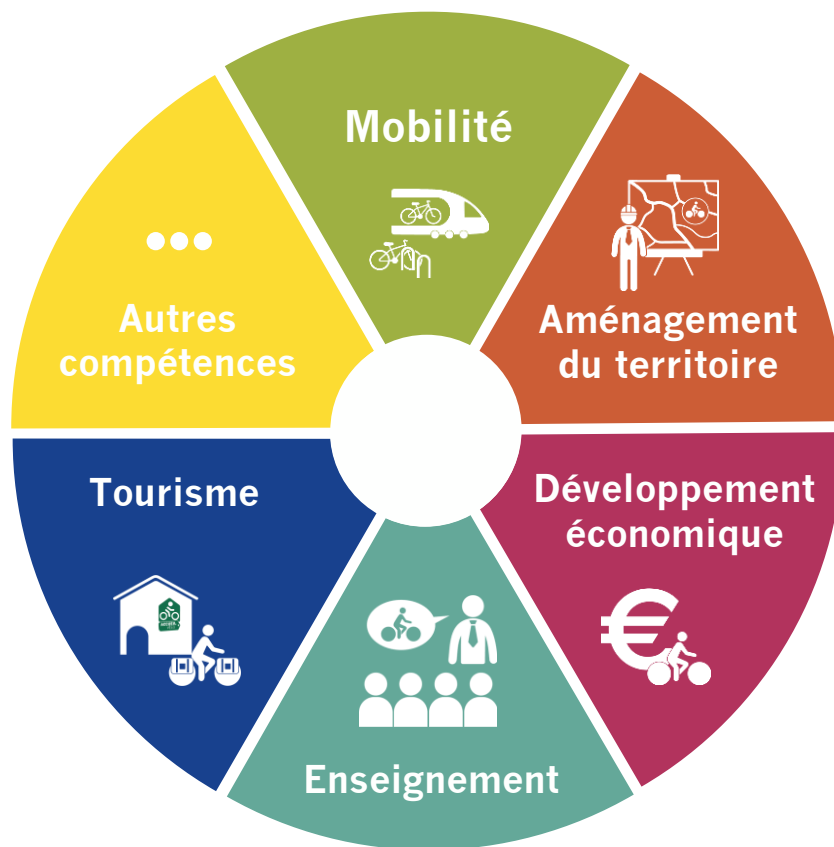 Mobilité
Aménagement
du territoire
Développement
économique
Enseignement
Tourisme
Autres
compétences